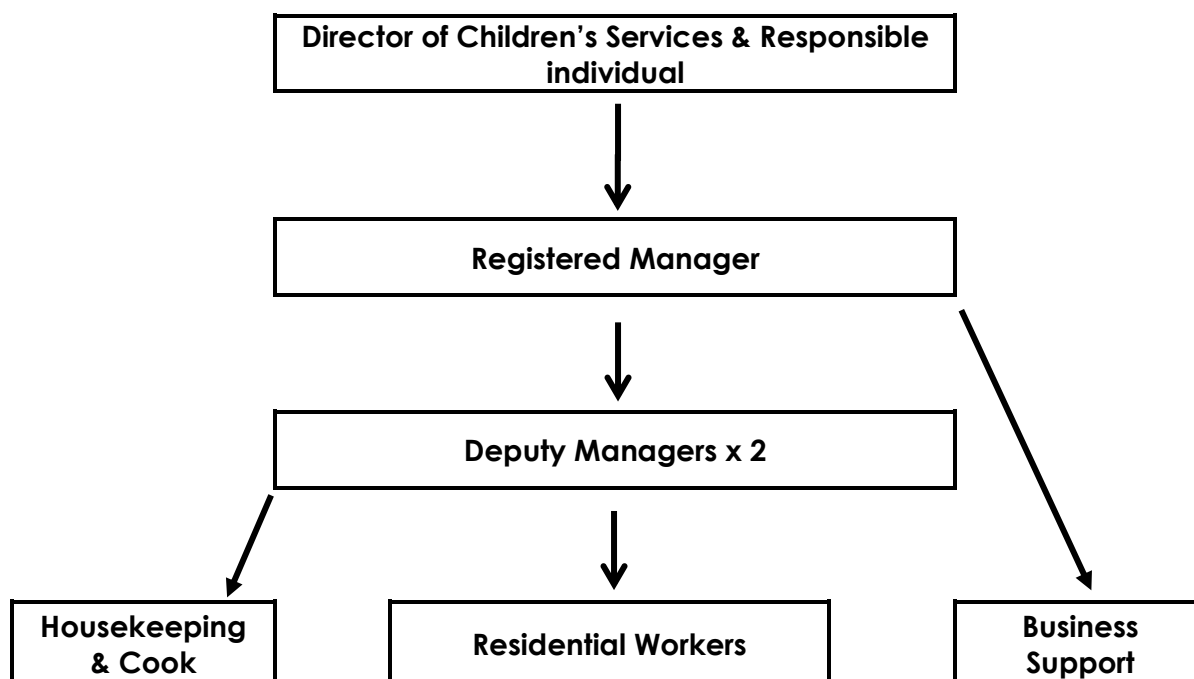 Director of Children’s Services & Responsible
individual
Registered Manager
Deputy Managers x 2
Housekeeping
& Cook
Residential Workers
Business
Support